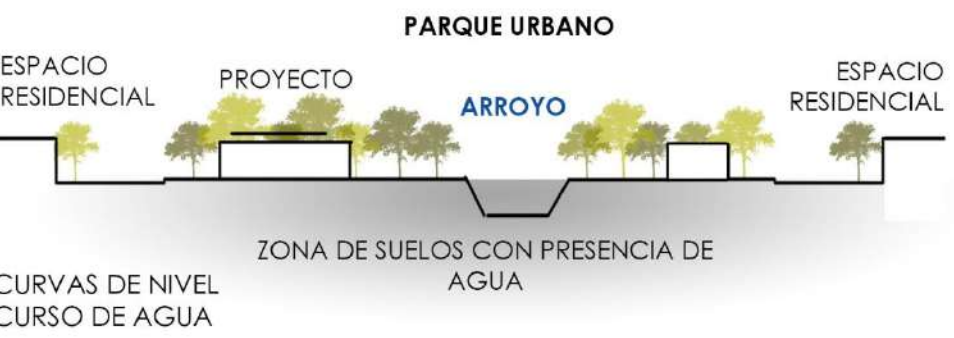 PARQUE URBANO
ESPACIO
RESIDENCIAL
PROYECTO
ARROYO
ESPACIO
RESIDENCIAL
ZONA DE SUELOS CON PRESENCIA DE
AGUA
CURVAS DE NIVEL
CURSO DE AGUA